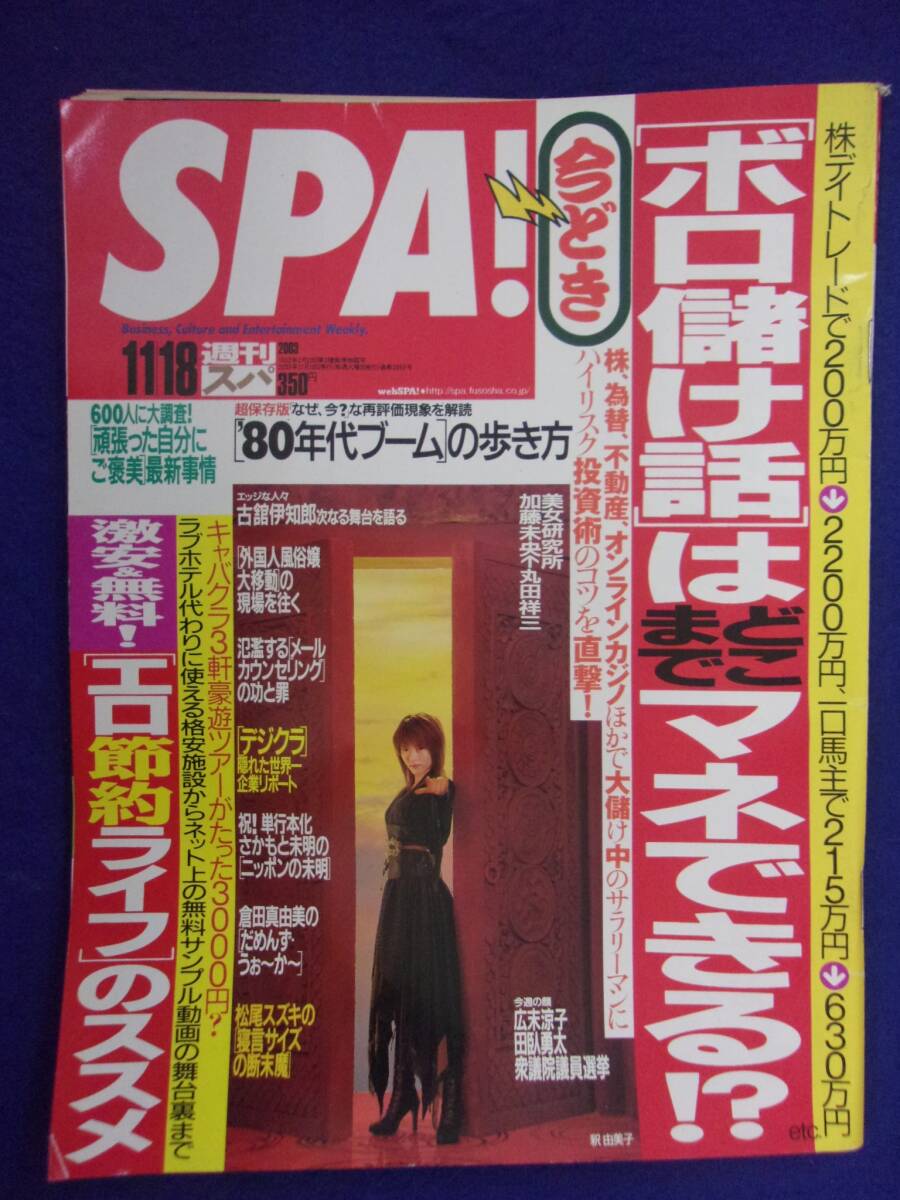 株デイトレードで200万円➡2200万円、一口馬主で215万円➡630万円
etc.
今どき
[ボロ儲け話]は
どこ
まで
マネできる!?
株、為替、不動産、オンラインカジノほかで大儲け中のサラリーマンに
ハイリスク投資術のコツを直撃!
SPA!
Business, Culture and Entertainment Weekly.
11/18
週刊
スパ
2003
350円
webSPA!●http://spa.fusosha.co.jp/
600人に大調査!
[頑張った自分に
ご褒美]最新事情
超保存版「なぜ、今?」な再評価現象を解読
['80年代ブーム]の歩き方
エッジな人々
古舘伊知郎次なる舞台を語る
[外国人風俗嬢
大移動]の
現場を往く
氾濫する[メール
カウンセリング]
の功と罪
[デジクラ]
隠れた世界一
企業リポート
祝!単行本化
さかもと未明の
[ニッポンの未明]
倉田真由美の
[だめんず・
うぉ〜か〜]
松尾スズキの
[寝言サイズ
の断末魔]
美女研究所
加藤未央↑丸田祥三
今週の顔
広末涼子
田臥勇太
衆議院議員選挙
釈 由美子
激安&無料!
[エロ節約ライフ]のススメ
キャバクラ3軒豪遊ツアーがたった3000円?
ラブホテル代わりに使える格安施設からネット上の無料サンプル動画の舞台裏まで